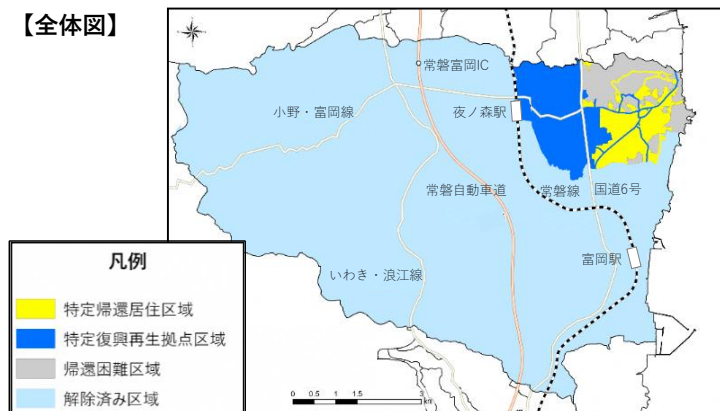 【全体図】
常磐富岡IC
小野・富岡線
夜ノ森駅
常磐自動車道
常磐線
国道6号
富岡駅
いわき・浪江線
凡例
特定帰還居住区域
特定復興再生拠点区域
帰還困難区域
解除済み区域
0 0.5 1 1.5 3
km